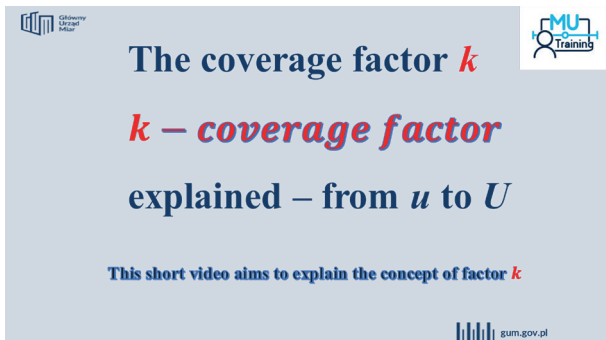 Główny
Urząd
Miar
MU
Training
The coverage factor k
k – coverage factor
explained – from u to U
This short video aims to explain the concept of factor k
gum.gov.pl